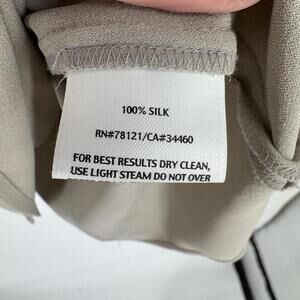 100% SILK
RN#78121/CA#34460
FOR BEST RESULTS DRY CLEAN,
USE LIGHT STEAM DO NOT OVER